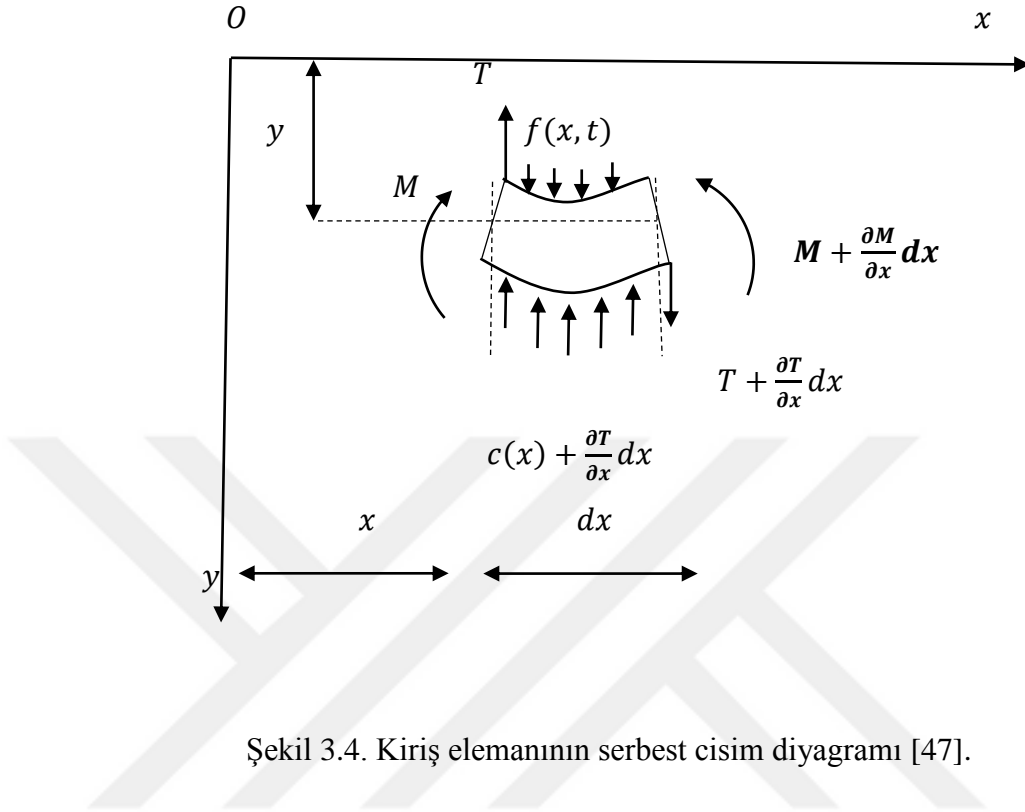 O x
T
y f(x, t)
M
M + ∂M/∂x dx
T + ∂T/∂x dx
c(x) + ∂T/∂x dx
x dx
y
Şekil 3.4. Kiriş elemanının serbest cisim diyagramı [47].